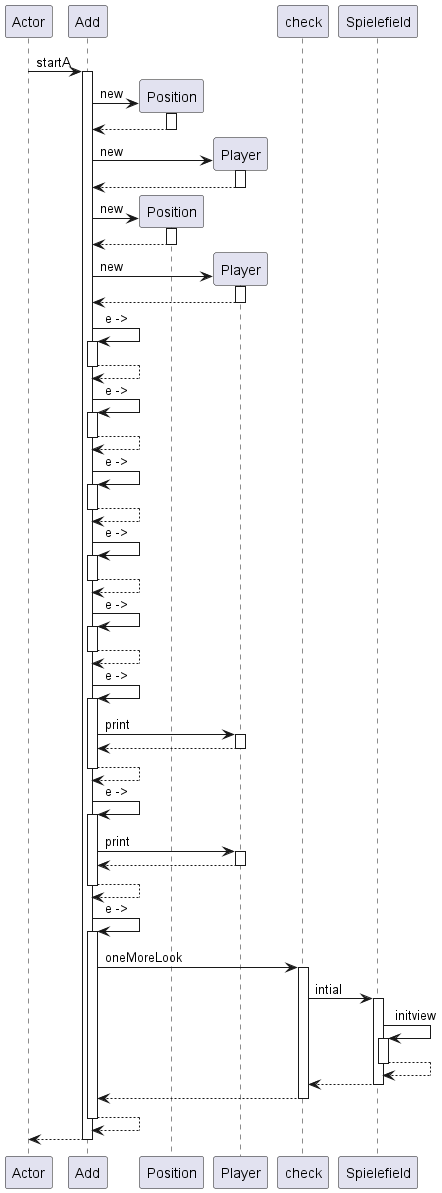 Actor Add check Spielefield
startA
new
Position
new
Player
new
Position
new
Player
e ->
e ->
e ->
e ->
e ->
e ->
print
e ->
print
e ->
oneMoreLook
intial
initview
Actor Add Position Player check Spielefield